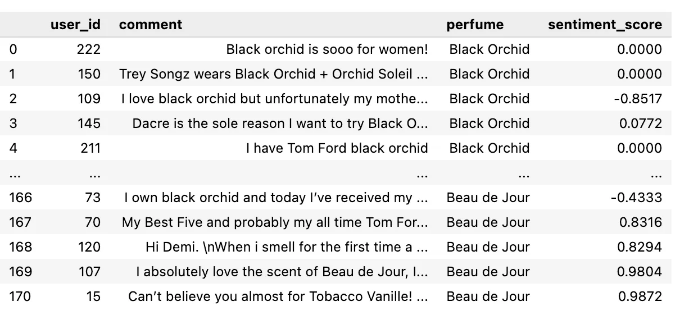 user_id comment perfume sentiment_score
0 222 Black orchid is sooo for women! Black Orchid 0.0000
1 150 Trey Songz wears Black Orchid + Orchid Soleil ... Black Orchid 0.0000
2 109 I love black orchid but unfortunately my mothe... Black Orchid -0.8517
3 145 Dacre is the sole reason I want to try Black O... Black Orchid 0.0772
4 211 I have Tom Ford black orchid Black Orchid 0.0000
... ... ... ... ...
166 73 I own black orchid and today I’ve received my ... Beau de Jour -0.4333
167 70 My Best Five and probably my all time Tom For... Beau de Jour 0.8316
168 120 Hi Demi. \nWhen i smell for the first time a ... Beau de Jour 0.8294
169 107 I absolutely love the scent of Beau de Jour, I... Beau de Jour 0.9804
170 15 Can’t believe you almost for Tobacco Vanille! ... Beau de Jour 0.9872